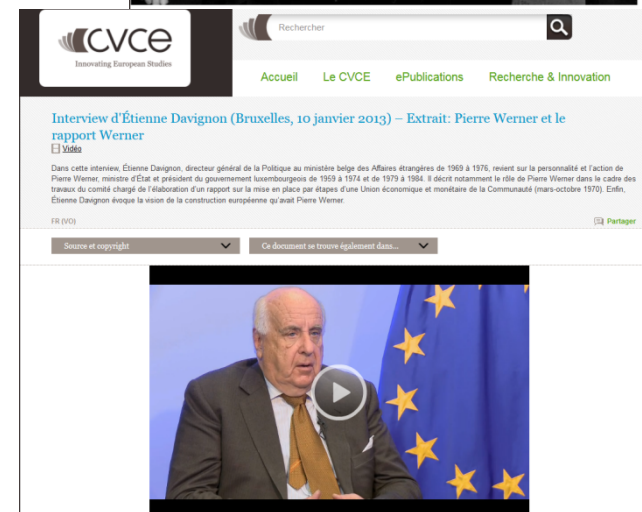 cvce
Innovating European Studies
Rechercher
Accueil Le CVCE ePublications Recherche & Innovation
Interview d'Étienne Davignon (Bruxelles, 10 janvier 2013) – Extrait: Pierre Werner et le
rapport Werner
Vidéo
Dans cette interview, Étienne Davignon, directeur général de la Politique au ministère belge des Affaires étrangères de 1969 à 1976, revient sur la personnalité et l'action de
Pierre Werner, ministre d'État et président du gouvernement luxembourgeois de 1959 à 1974 et de 1979 à 1984. Il décrit notamment le rôle de Pierre Werner dans le cadre des
travaux du comité chargé de l'élaboration d'un rapport sur la mise en place par étapes d'une Union économique et monétaire de la Communauté (mars-octobre 1970). Enfin,
Étienne Davignon évoque la vision de la construction européenne qu'avait Pierre Werner.
FR (VO) Partager
Source et copyright Ce document se trouve également dans...